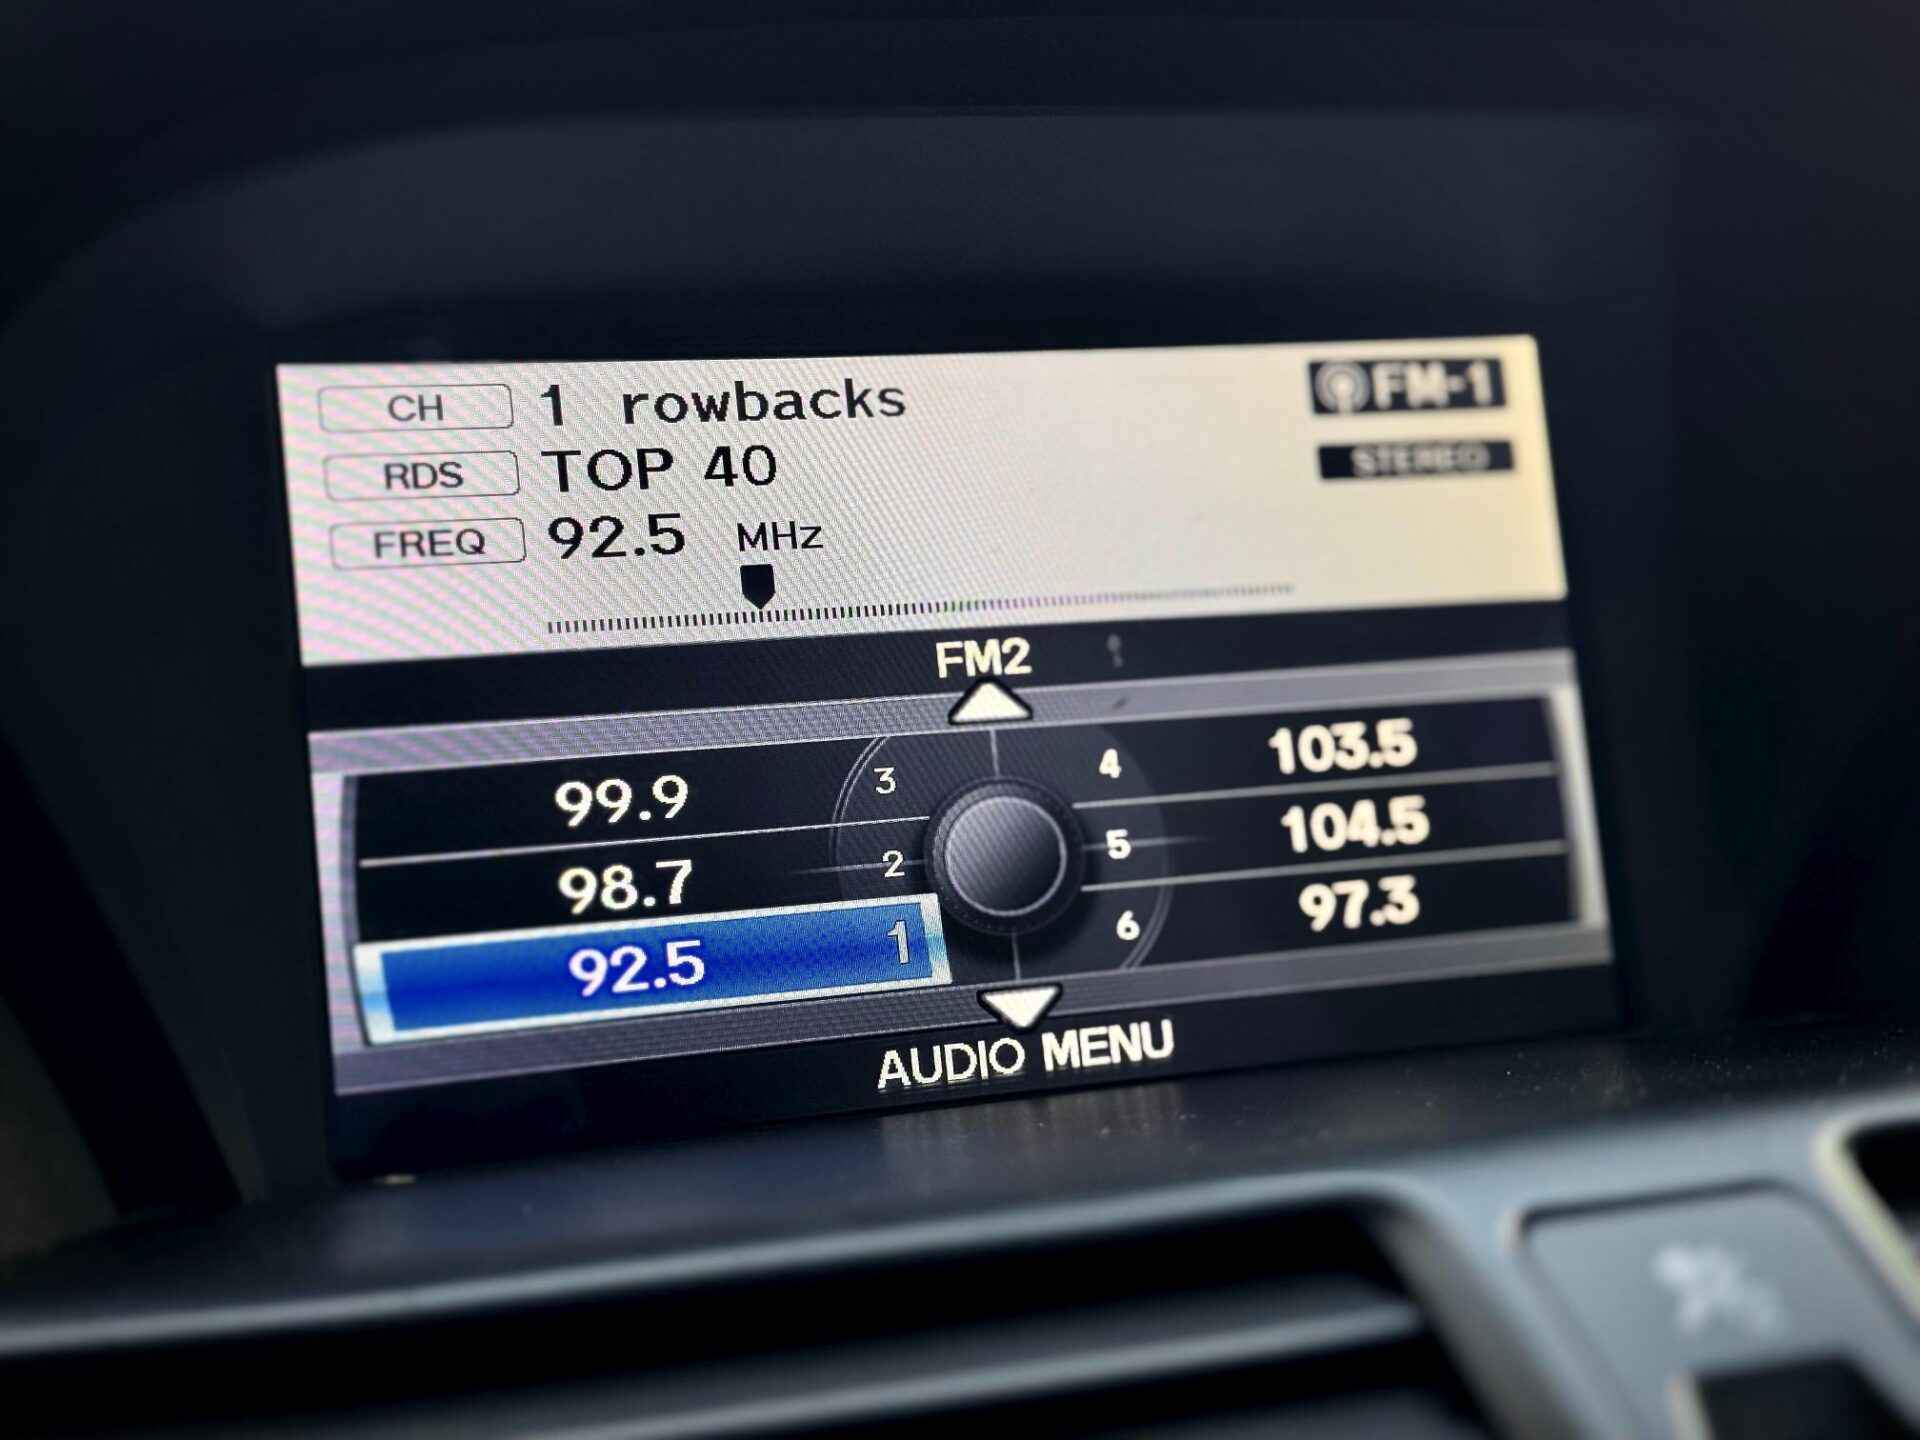 CH 1 rowbacks FM-1
RDS TOP 40 STEREO
FREQ 92.5 MHz
FM2
99.9 3 4 103.5
98.7 2 5 104.5
92.5 1 6 97.3
AUDIO MENU